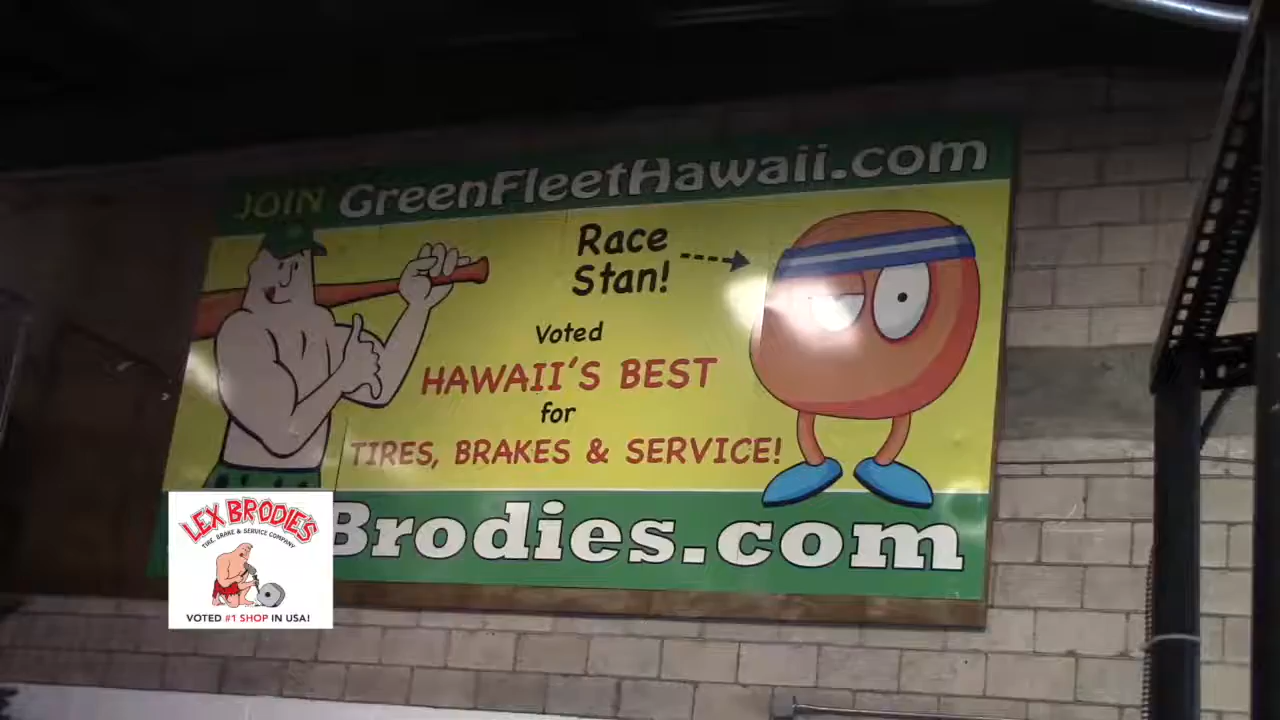 JOIN GreenFleetHawaii.com
Race
Stan!
Voted
HAWAII'S BEST
for
TIRES, BRAKES & SERVICE!
Brodies.com
LEX BRODIE'S
TIRE, BRAKE & SERVICE COMPANY
VOTED #1 SHOP IN USA!